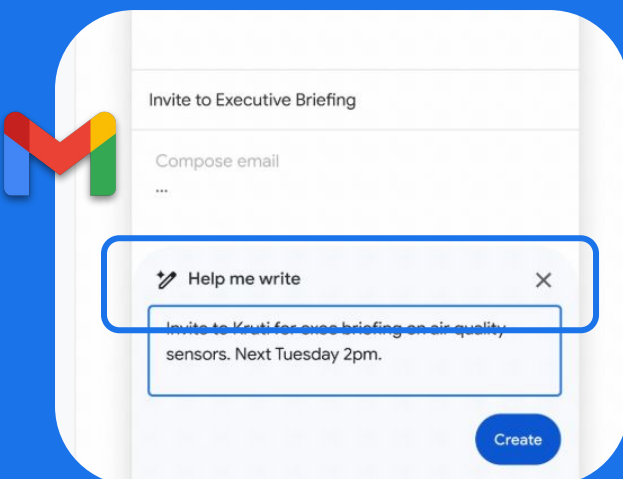 Invite to Executive Briefing
Compose email
...
Help me write
Invite to Kruti for exec briefing on air quality
sensors. Next Tuesday 2pm.
Create